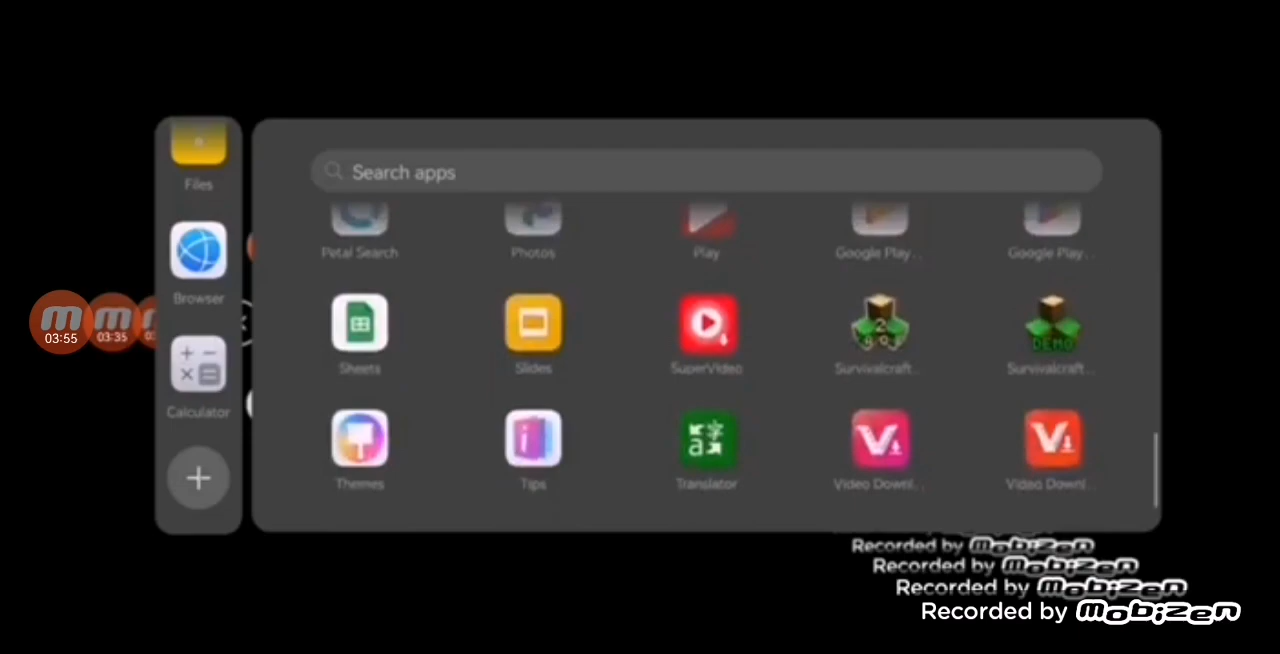 Files
Search apps
Petal Search
Photos
Play
Google Play...
Google Play...
Browser
03:55
03:35
Sheets
Slides
SuperVideo
Survivalcraft...
DEMO
Survivalcraft...
Calculator
Themes
Tips
Translator
Video Downl...
Video Downl...
Recorded by mobizen
Recorded by mobizen
Recorded by mobizen
Recorded by mobizen